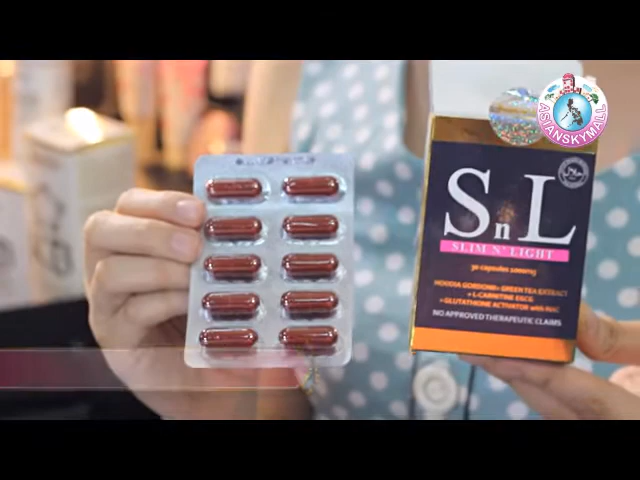 ASIANSKYMALL
SnL
SLIM N' LIGHT
30 capsules 1000mg
HOODIA GORDONII+ GREEN TEA EXTRACT
+ L-CARNITINE EGCG
+ GLUTATHIONE ACTIVATOR with NAC
NO APPROVED THERAPEUTIC CLAIMS